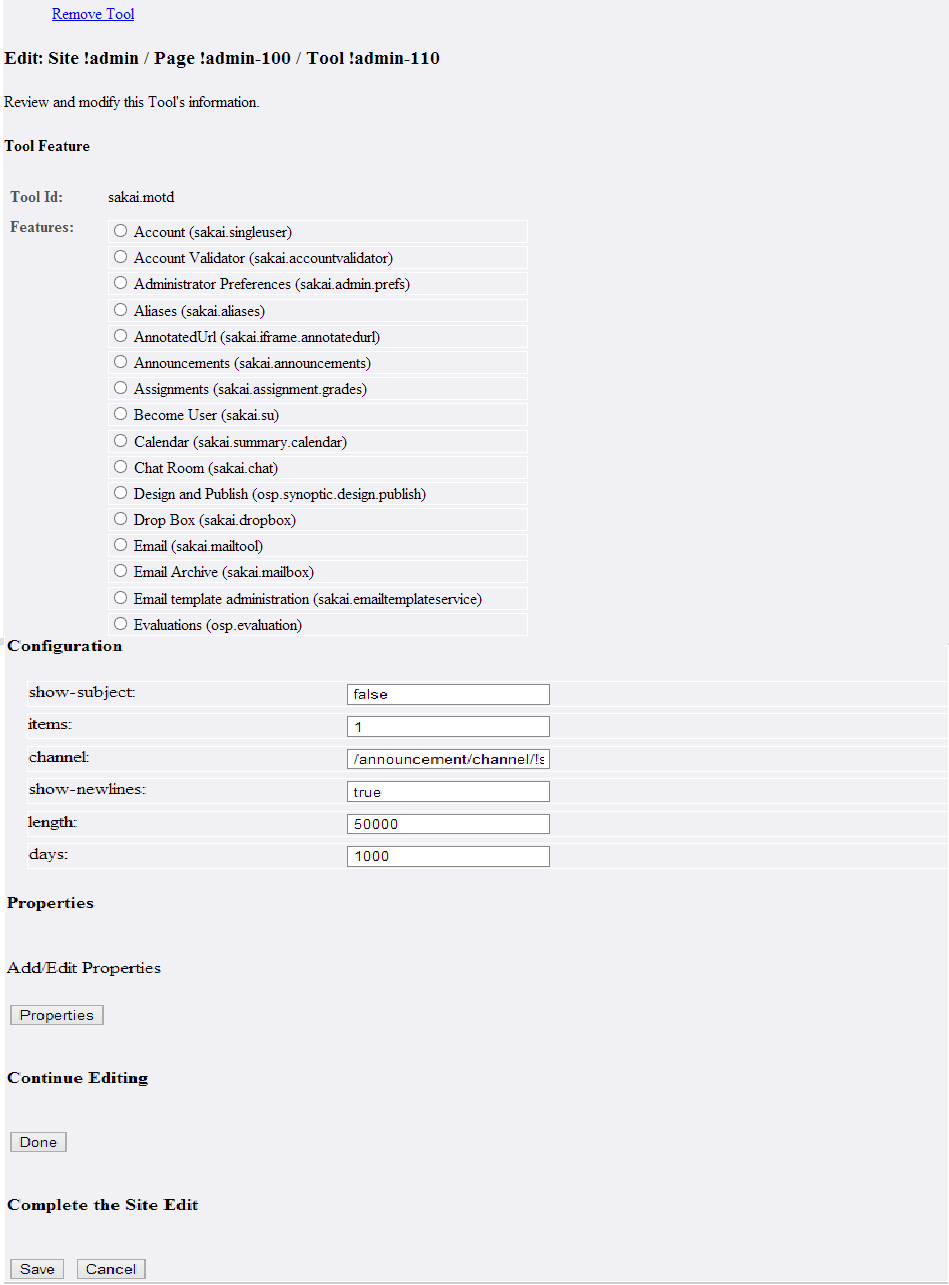 Remove Tool
Edit: Site !admin / Page !admin-100 / Tool !admin-110
Review and modify this Tool's information.
Tool Feature
Tool Id: sakai.motd
Features:
Account (sakai.singleuser)
Account Validator (sakai.accountvalidator)
Administrator Preferences (sakai.admin.prefs)
Aliases (sakai.aliases)
AnnotatedUrl (sakai.iframe.annotatedurl)
Announcements (sakai.announcements)
Assignments (sakai.assignment.grades)
Become User (sakai.su)
Calendar (sakai.summary.calendar)
Chat Room (sakai.chat)
Design and Publish (osp.synoptic.design.publish)
Drop Box (sakai.dropbox)
Email (sakai.mailtool)
Email Archive (sakai.mailbox)
Email template administration (sakai.emailtemplateservice)
Evaluations (osp.evaluation)
Configuration
show-subject: false
items: 1
channel: /announcement/channel/!s
show-newlines: true
length: 50000
days: 1000
Properties
Add/Edit Properties
Properties
Continue Editing
Done
Complete the Site Edit
Save Cancel